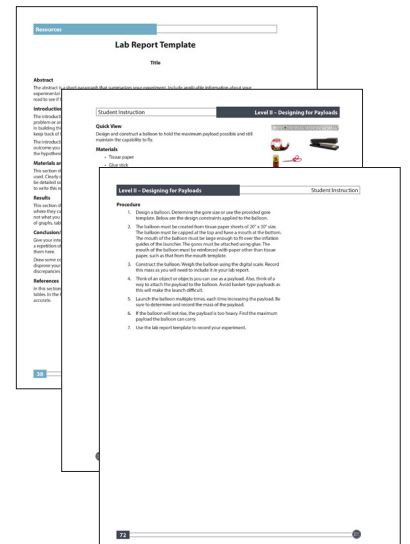 Resources
Lab Report Template
Title
Abstract
The abstract is a short paragraph that summarizes your experiment. Include applicable information about your
experimental
read to see if
Introduction
The introduct
problem or an
in building th
keep track of
The introduct
outcome you
the hypothes
Materials an
This section
used. Clearly
be detailed
to write this
Results
This section
where they
not what you
of graphs,
Conclusion/
Give your
a repetition
them here.
Draw some
disprove your
discrepancies
References
In this section
tables. In the
accurate.
38
Student Instruction
Level II – Designing for Payloads
Quick View
Design and construct a balloon to hold the maximum payload possible and still
maintain the capability to fly.
Materials
• Tissue paper
• Glue stick
Level II – Designing for Payloads
Student Instruction
Procedure
1. Design a balloon. Determine the gore size or use the provided gore
template. Below are the design constraints applied to the balloon.
2. The balloon must be created from tissue paper sheets of 20" x 30" size.
The balloon must be capped at the top and have a mouth at the bottom.
The mouth of the balloon must be large enough to fit over the inflation
guides of the launcher. The gores must be attached using glue. The
mouth of the balloon must be reinforced with paper other than tissue
paper, such as that from the mouth template.
3. Construct the balloon. Weigh the balloon using the digital scale. Record
this mass as you will need to include it in your lab report.
4. Think of an object or objects you can use as a payload. Also, think of a
way to attach the payload to the balloon. Avoid basket-type payloads as
this will make the launch difficult.
5. Launch the balloon multiple times, each time increasing the payload. Be
sure to determine and record the mass of the payload.
6. If the balloon will not rise, the payload is too heavy. Find the maximum
payload the balloon can carry.
7. Use the lab report template to record your experiment.
72